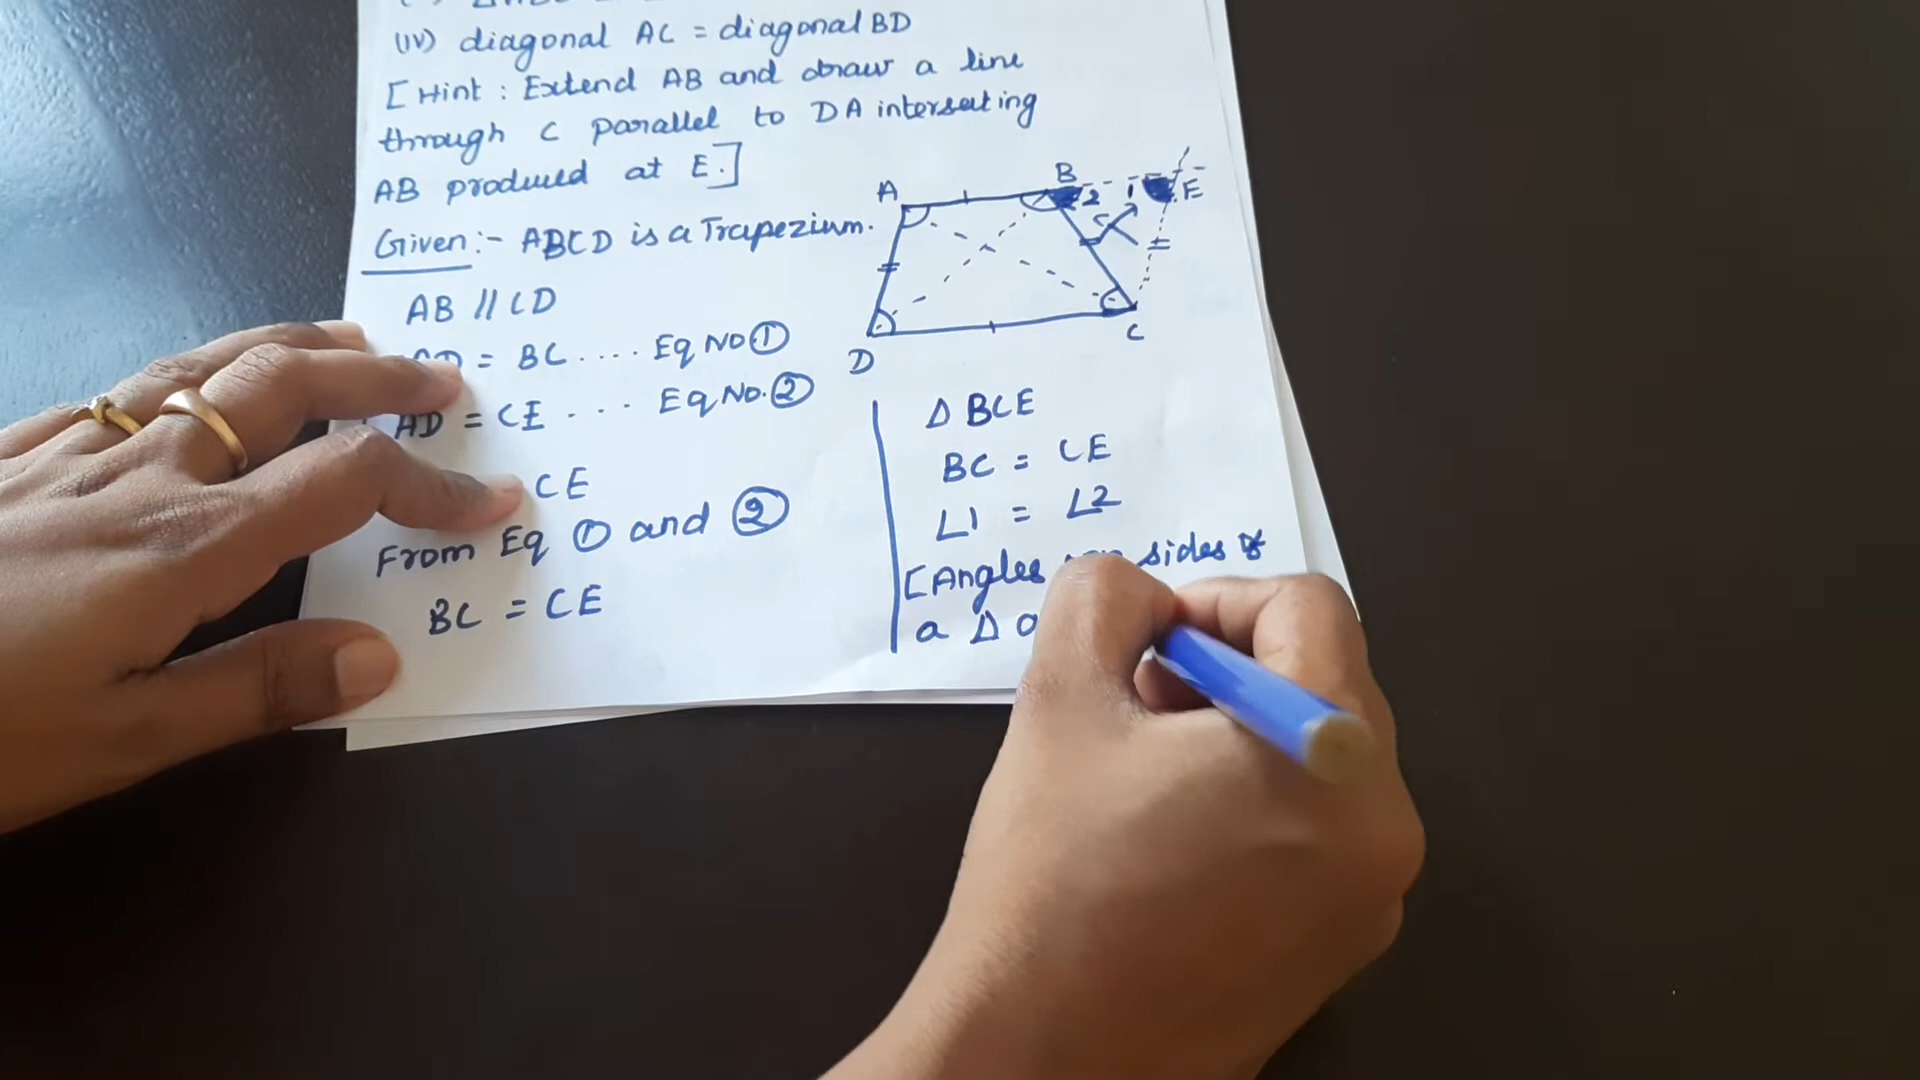 (iv) diagonal AC = diagonal BD
[Hint : Extend AB and draw a line
through C parallel to DA intersecting
AB produced at E.]
Given :- ABCD is a Trapezium.
AB // CD
AD = BC .... Eq No ①
AD = CE ... Eq No. ②
CE
From Eq ① and ②
BC = CE
A B 2 1 E
D C
Δ BCE
BC = CE
∠1 = ∠2
[Angles sides of
a Δ